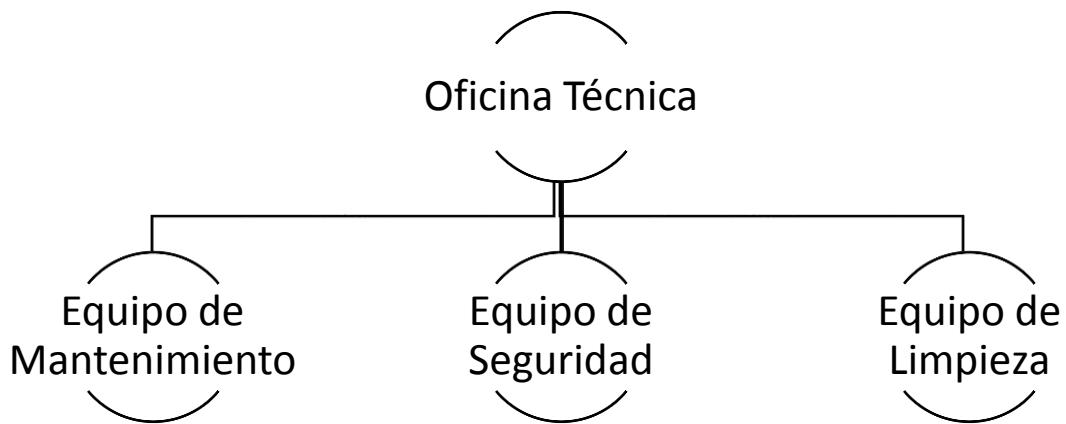 Oficina Técnica
Equipo de
Mantenimiento
Equipo de
Seguridad
Equipo de
Limpieza